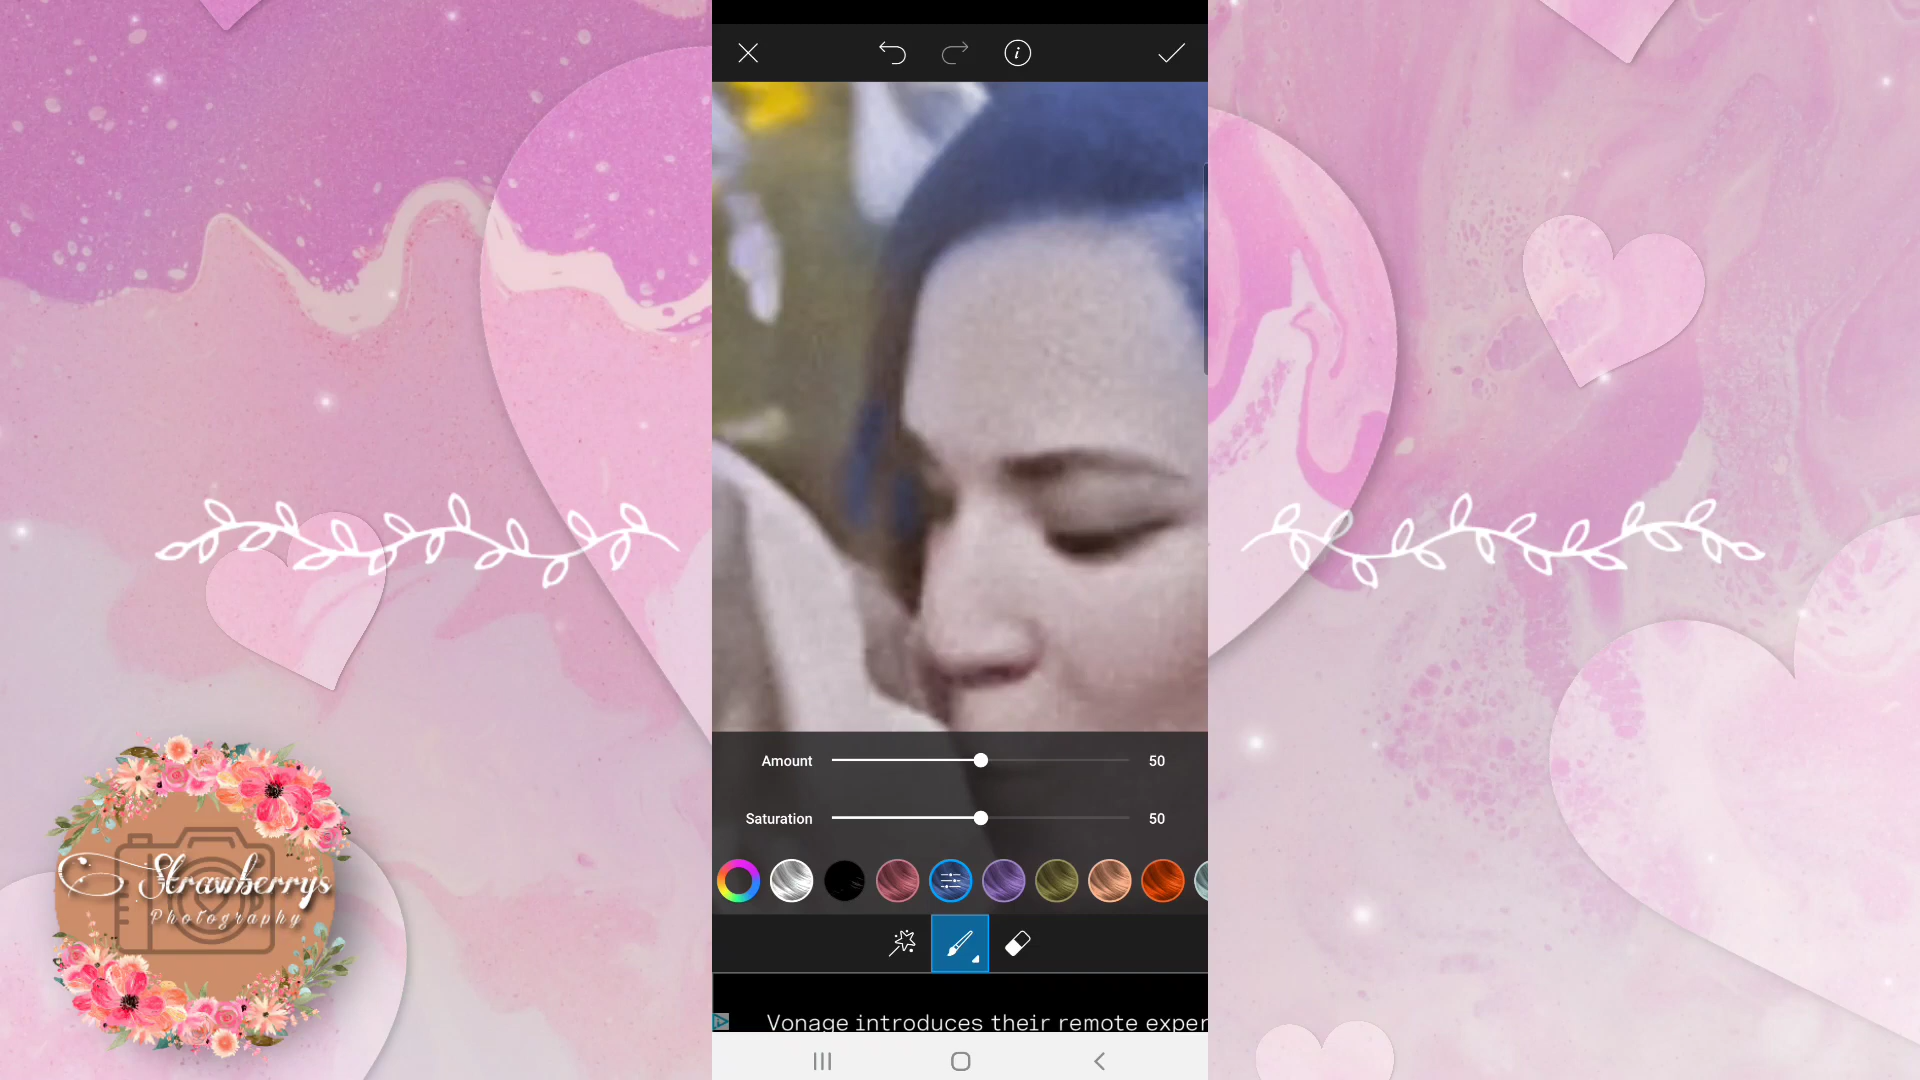 Amount 50
Saturation 50
Strawberrys
Photography
Vonage introduces their remote exper